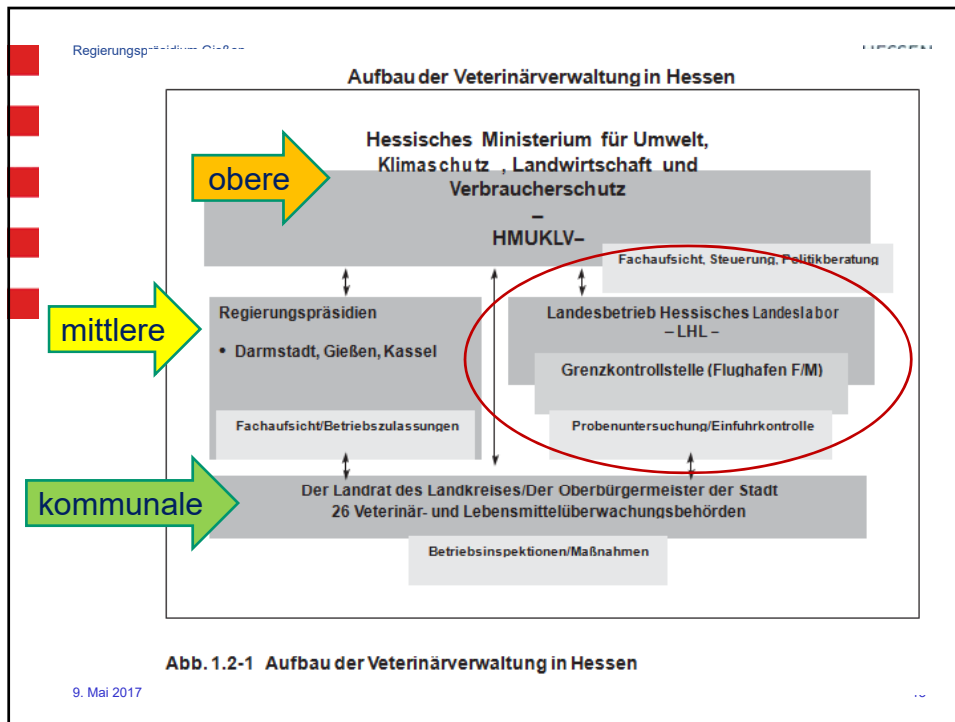 Regierungspräsidium Gießen
HESSEN
Aufbau der Veterinärverwaltung in Hessen
Hessisches Ministerium für Umwelt,
Klimaschutz , Landwirtschaft und
Verbraucherschutz
–
HMUKLV–
obere
Fachaufsicht, Steuerung, Politikberatung
mittlere
Regierungspräsidien
• Darmstadt, Gießen, Kassel
Fachaufsicht/Betriebszulassungen
Landesbetrieb Hessisches Landeslabor
– LHL –
Grenzkontrollstelle (Flughafen F/M)
Probenuntersuchung/Einfuhrkontrolle
kommunale
Der Landrat des Landkreises/Der Oberbürgermeister der Stadt
26 Veterinär- und Lebensmittelüberwachungsbehörden
Betriebsinspektionen/Maßnahmen
Abb. 1.2-1 Aufbau der Veterinärverwaltung in Hessen
9. Mai 2017